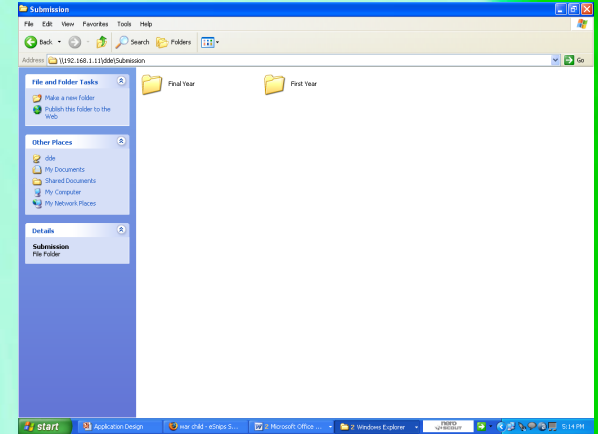 Submission
File Edit View Favorites Tools Help
Back Search Folders
Address \\192.168.1.11\dde\Submission Go
File and Folder Tasks
Make a new folder
Publish this folder to the
Web
Other Places
dde
My Documents
Shared Documents
My Computer
My Network Places
Details
Submission
File Folder
Final Year First Year
start Application Design war child - eSnips S... 2 Microsoft Office ... 2 Windows Explorer nero SCOUT 5:14 PM